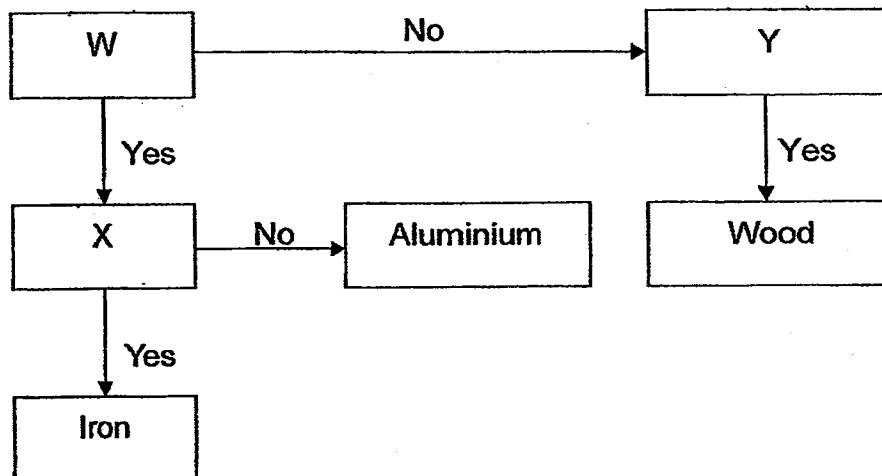 W
No
Y
Yes
Yes
X
No
Aluminium
Wood
Yes
Iron